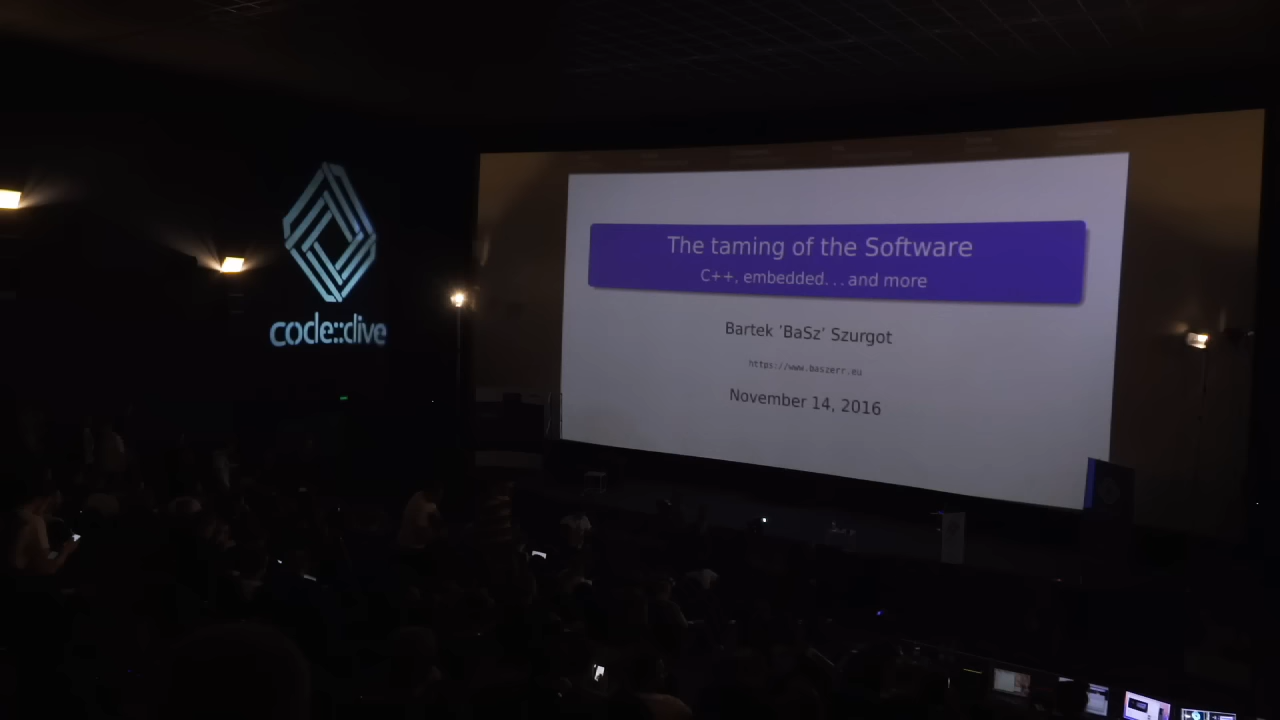 code::dive
The taming of the Software
C++, embedded...and more
Bartek 'BaSz' Szurgot
https://www.baszerr.eu
November 14, 2016